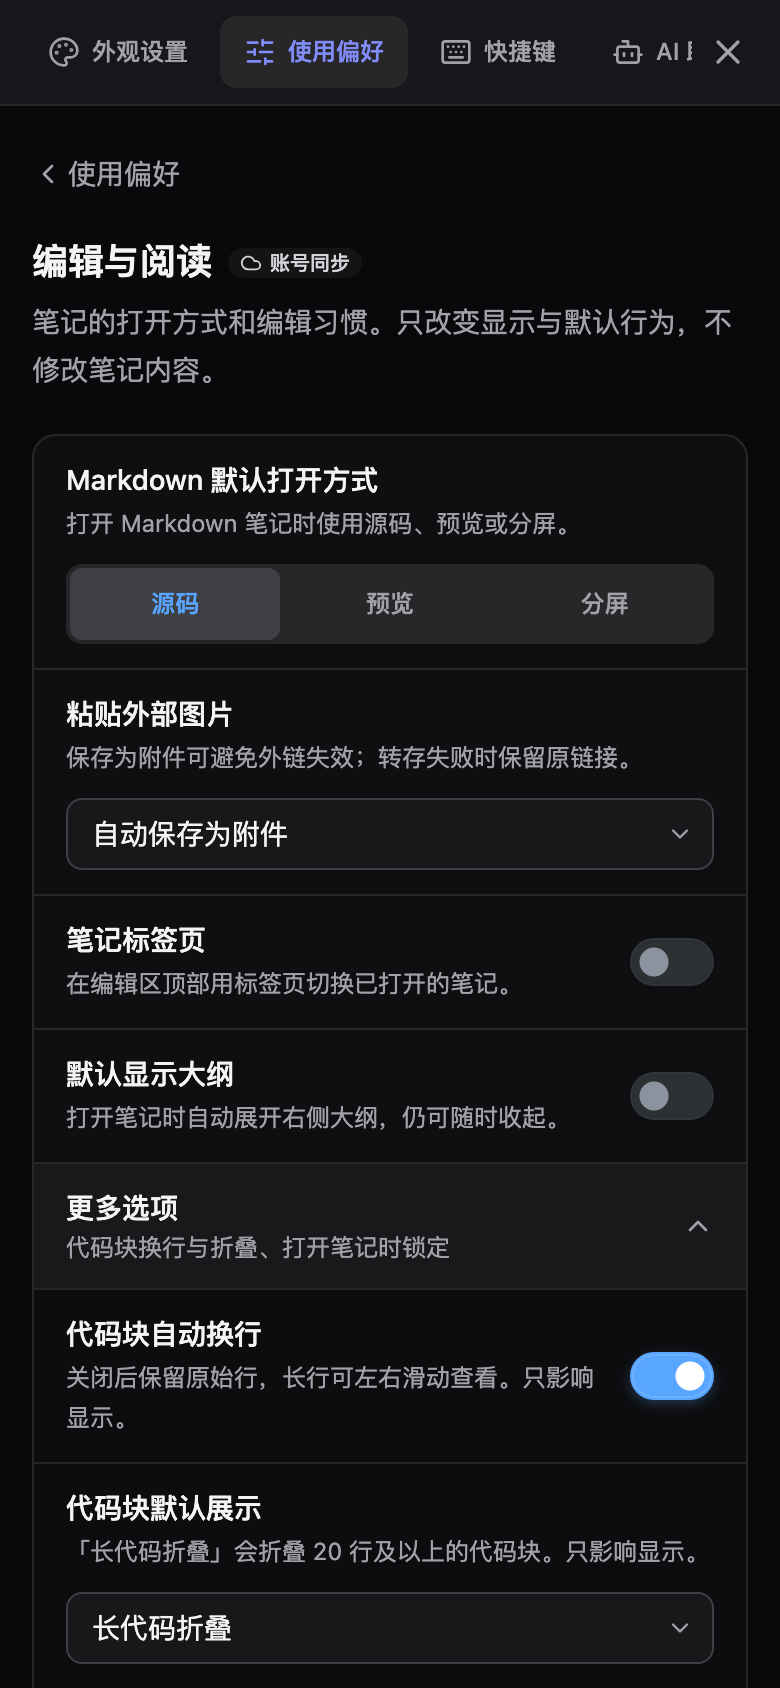 外观设置
使用偏好
快捷键
AI
使用偏好
编辑与阅读
账号同步
笔记的打开方式和编辑习惯。只改变显示与默认行为，不
修改笔记内容。
Markdown 默认打开方式
打开 Markdown 笔记时使用源码、预览或分屏。
源码
预览
分屏
粘贴外部图片
保存为附件可避免外链失效；转存失败时保留原链接。
自动保存为附件
笔记标签页
在编辑区顶部用标签页切换已打开的笔记。
默认显示大纲
打开笔记时自动展开右侧大纲，仍可随时收起。
更多选项
代码块换行与折叠、打开笔记时锁定
代码块自动换行
关闭后保留原始行，长行可左右滑动查看。只影响
显示。
代码块默认展示
「长代码折叠」会折叠 20 行及以上的代码块。只影响显示。
长代码折叠